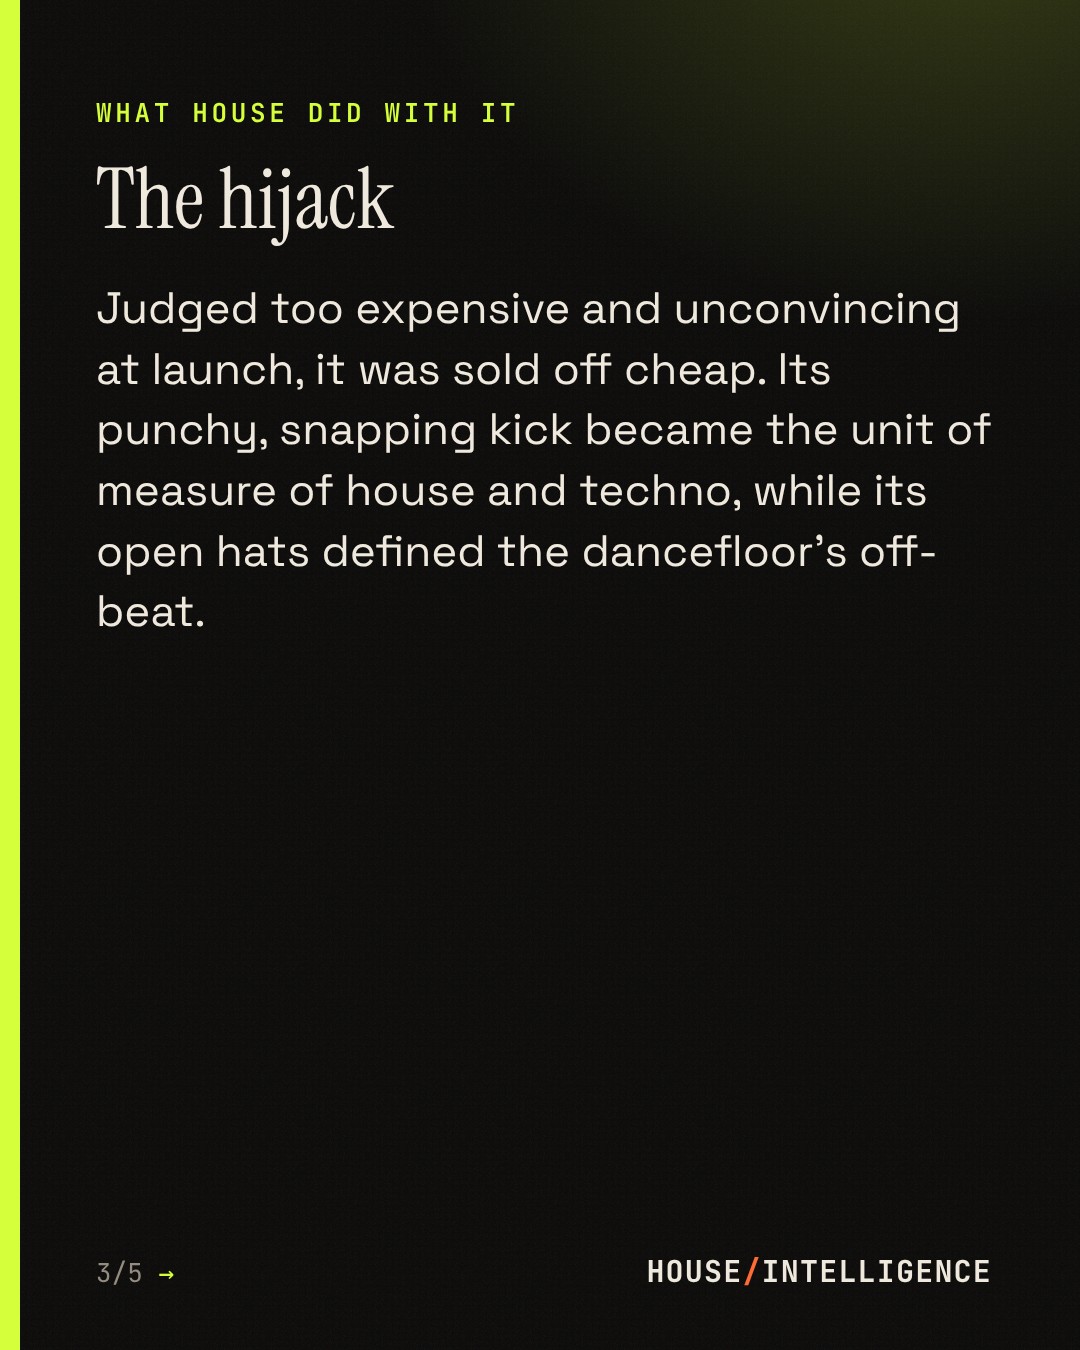 WHAT HOUSE DID WITH IT
The hijack
Judged too expensive and unconvincing
at launch, it was sold off cheap. Its
punchy, snapping kick became the unit of
measure of house and techno, while its
open hats defined the dancefloor’s off-
beat.
3/5 →
HOUSE/INTELLIGENCE